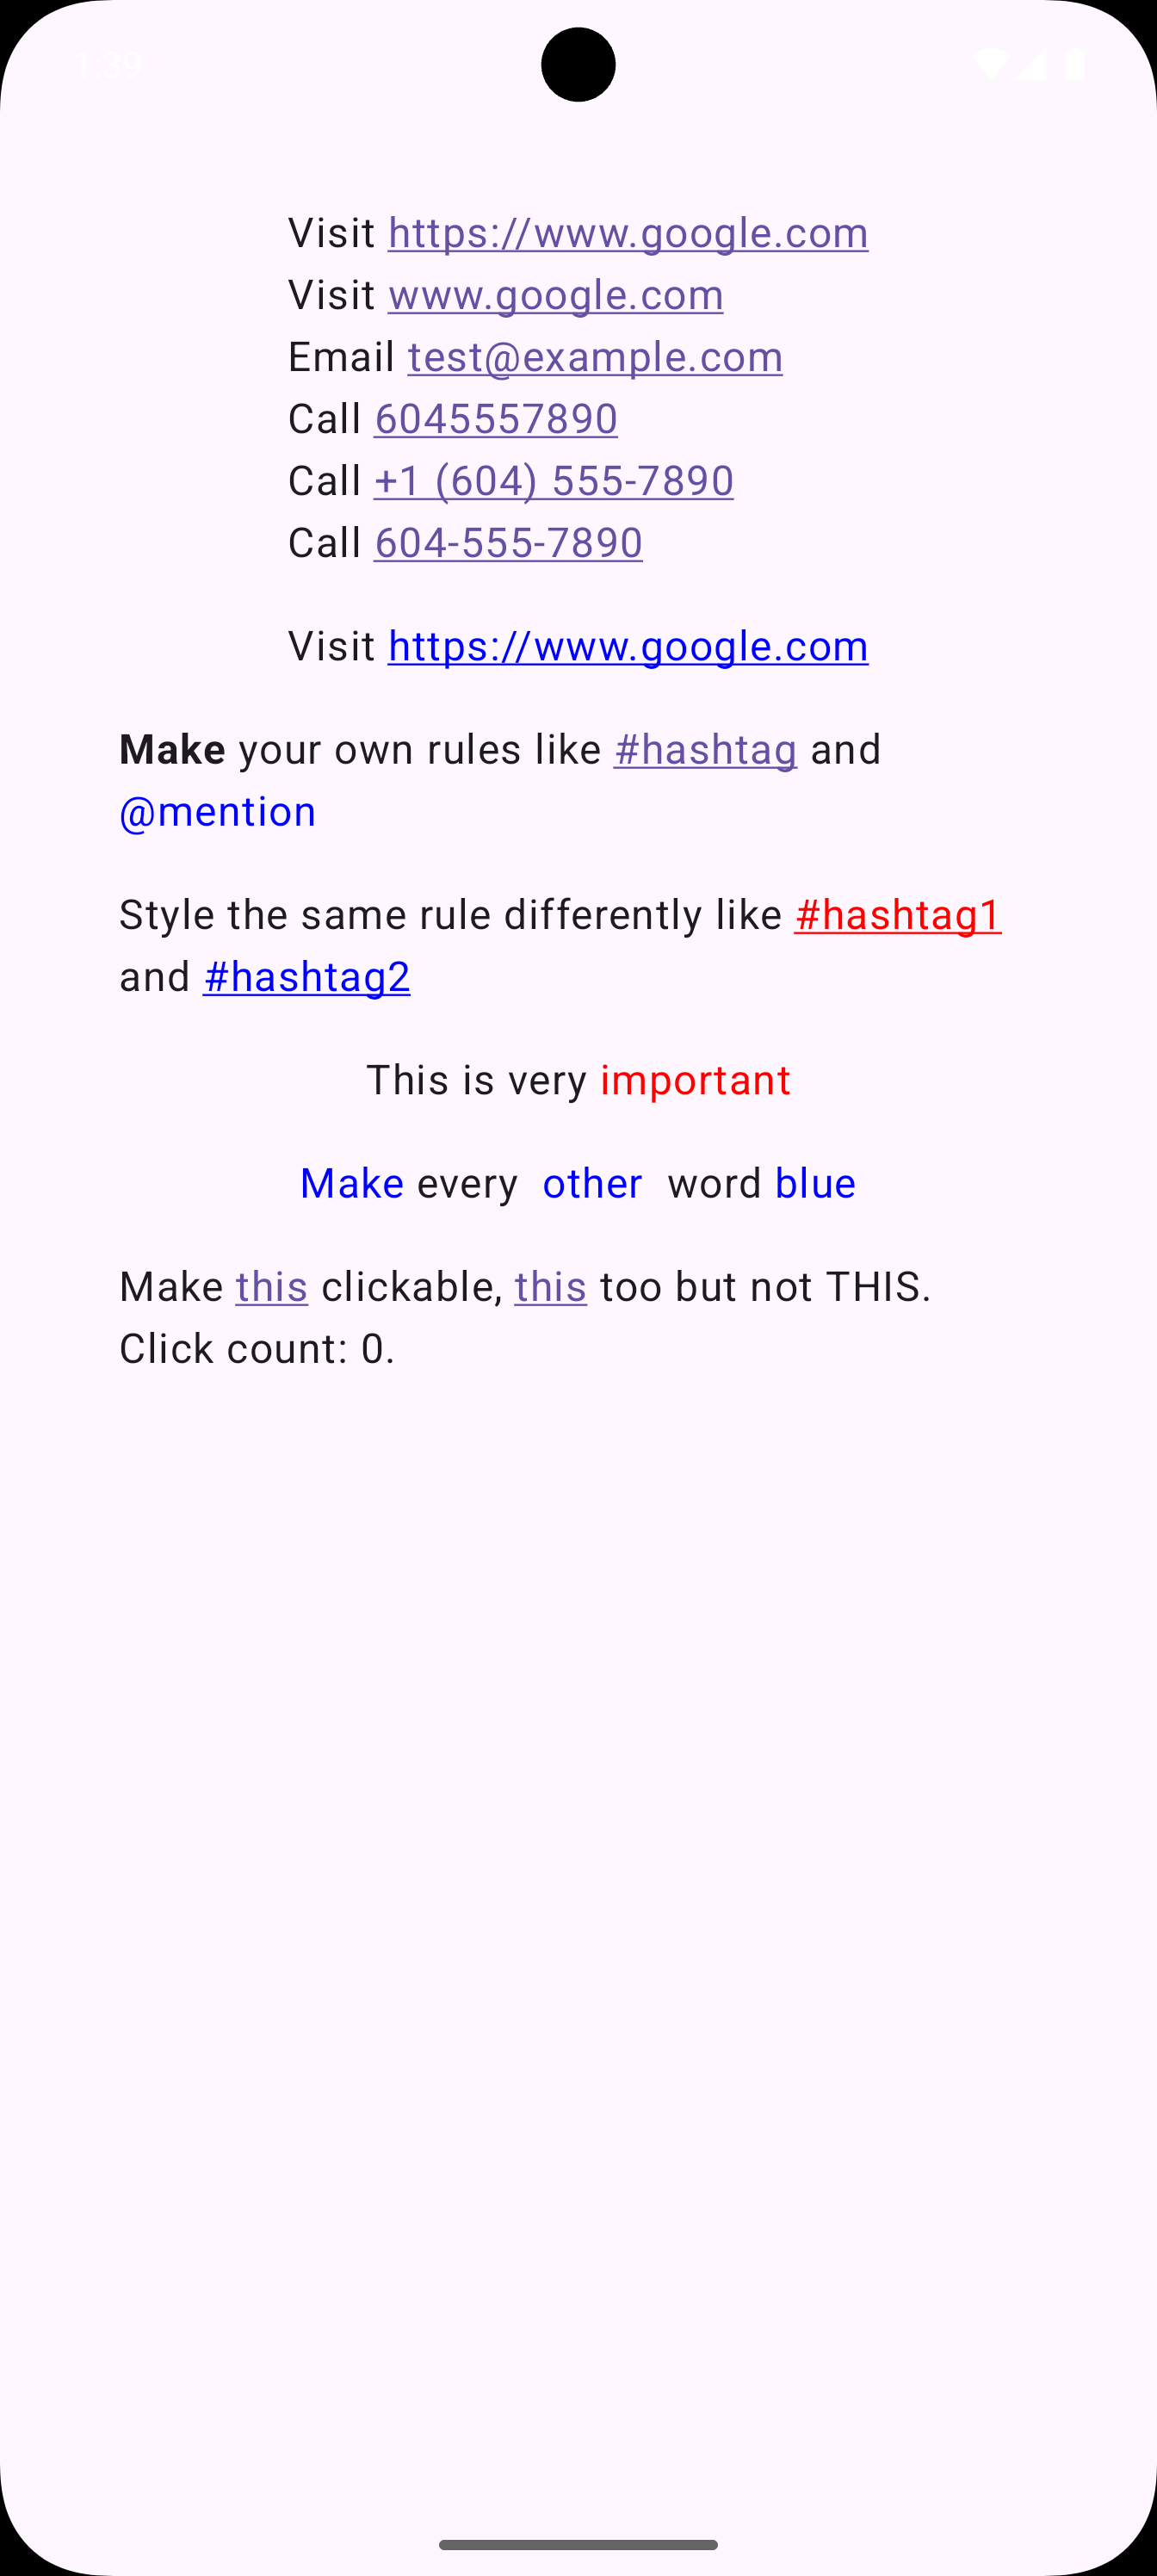 1:39
Visit https://www.google.com
Visit www.google.com
Email test@example.com
Call 6045557890
Call +1 (604) 555-7890
Call 604-555-7890
Visit https://www.google.com
Make your own rules like #hashtag and
@mention
Style the same rule differently like #hashtag1
and #hashtag2
This is very important
Make every  other  word blue
Make this clickable, this too but not THIS.
Click count: 0.